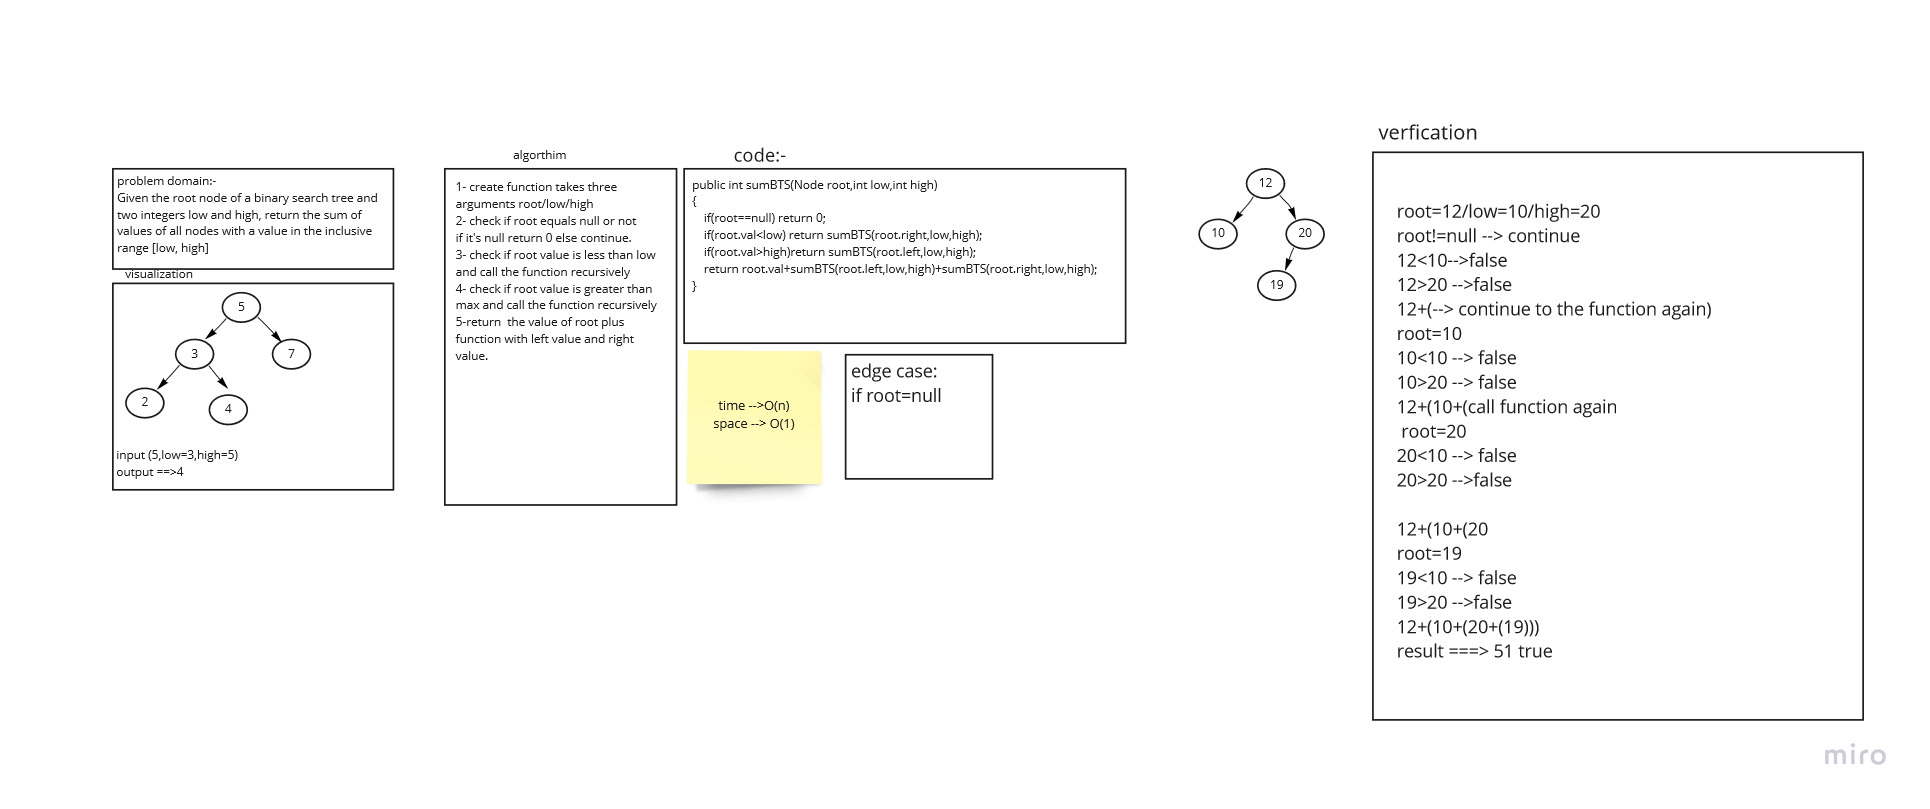 problem domain:-
Given the root node of a binary search tree and
two integers low and high, return the sum of
values of all nodes with a value in the inclusive
range [low, high]
visualization
5
3
7
2
4
input (5,low=3,high=5)
output ==>4
algorthim
1- create function takes three
arguments root/low/high
2- check if root equals null or not
if it's null return 0 else continue.
3- check if root value is less than low
and call the function recursively
4- check if root value is greater than
max and call the function recursively
5-return  the value of root plus
function with left value and right
value.
code:-
public int sumBTS(Node root,int low,int high)
{
if(root==null) return 0;
if(root.val<low) return sumBTS(root.right,low,high);
if(root.val>high)return sumBTS(root.left,low,high);
return root.val+sumBTS(root.left,low,high)+sumBTS(root.right,low,high);
}
time -->O(n)
space --> O(1)
edge case:
if root=null
12
10
20
19
verfication
root=12/low=10/high=20
root!=null --> continue
12<10-->false
12>20 -->false
12+(--> continue to the function again)
root=10
10<10 --> false
10>20 --> false
12+(10+(call function again
root=20
20<10 --> false
20>20 -->false
12+(10+(20
root=19
19<10 --> false
19>20 -->false
12+(10+(20+(19)))
result ===> 51 true
miro